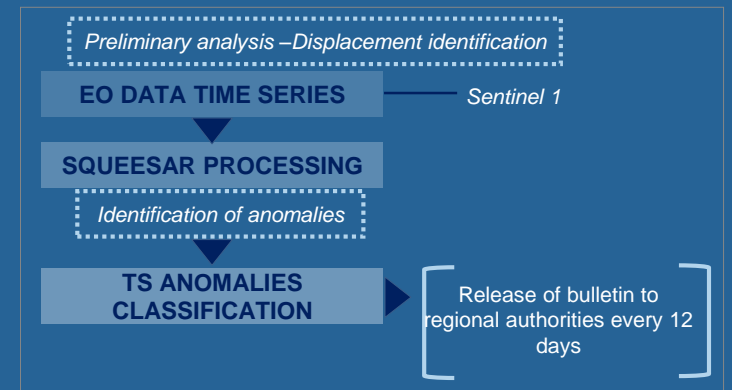 Preliminary analysis –Displacement identification
EO DATA TIME SERIES
Sentinel 1
SQUEESAR PROCESSING
Identification of anomalies
TS ANOMALIES
CLASSIFICATION
Release of bulletin to
regional authorities every 12
days